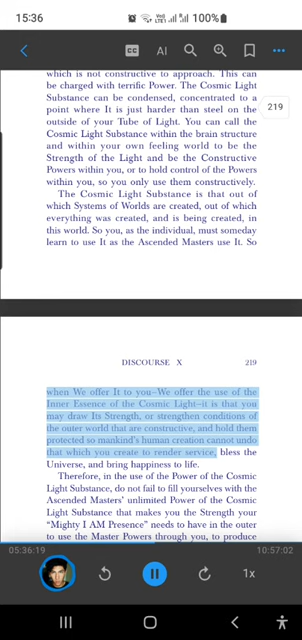 15:36
100%
CC AI
which is not constructive to approach. This can
be charged with terrific Power. The Cosmic Light
Substance can be condensed, concentrated to a
point where It is just harder than steel on the
outside of your Tube of Light. You can call the
Cosmic Light Substance within the brain structure
and within your own feeling world to be the
Strength of the Light and be the Constructive
Powers within you, or to hold control of the Powers
within you, so you only use them constructively.
The Cosmic Light Substance is that out of
which Systems of Worlds are created, out of which
everything was created, and is being created, in
this world. So you, as the individual, must someday
learn to use It as the Ascended Masters use It. So
219
DISCOURSE X 219
when We offer It to you—We offer the use of the
Inner Essence of the Cosmic Light—it is that you
may draw Its Strength, or strengthen conditions of
the outer world that are constructive, and hold them
protected so mankind's human creation cannot undo
that which you create to render service, bless the
Universe, and bring happiness to life.
Therefore, in the use of the Power of the Cosmic
Light Substance, do not fail to fill yourselves with the
Ascended Masters' unlimited Power of the Cosmic
Light Substance that makes you the Strength your
“Mighty I AM Presence” needs to have in the outer
to use the Master Powers through you, to produce
05:36:19 10:57:02
1x